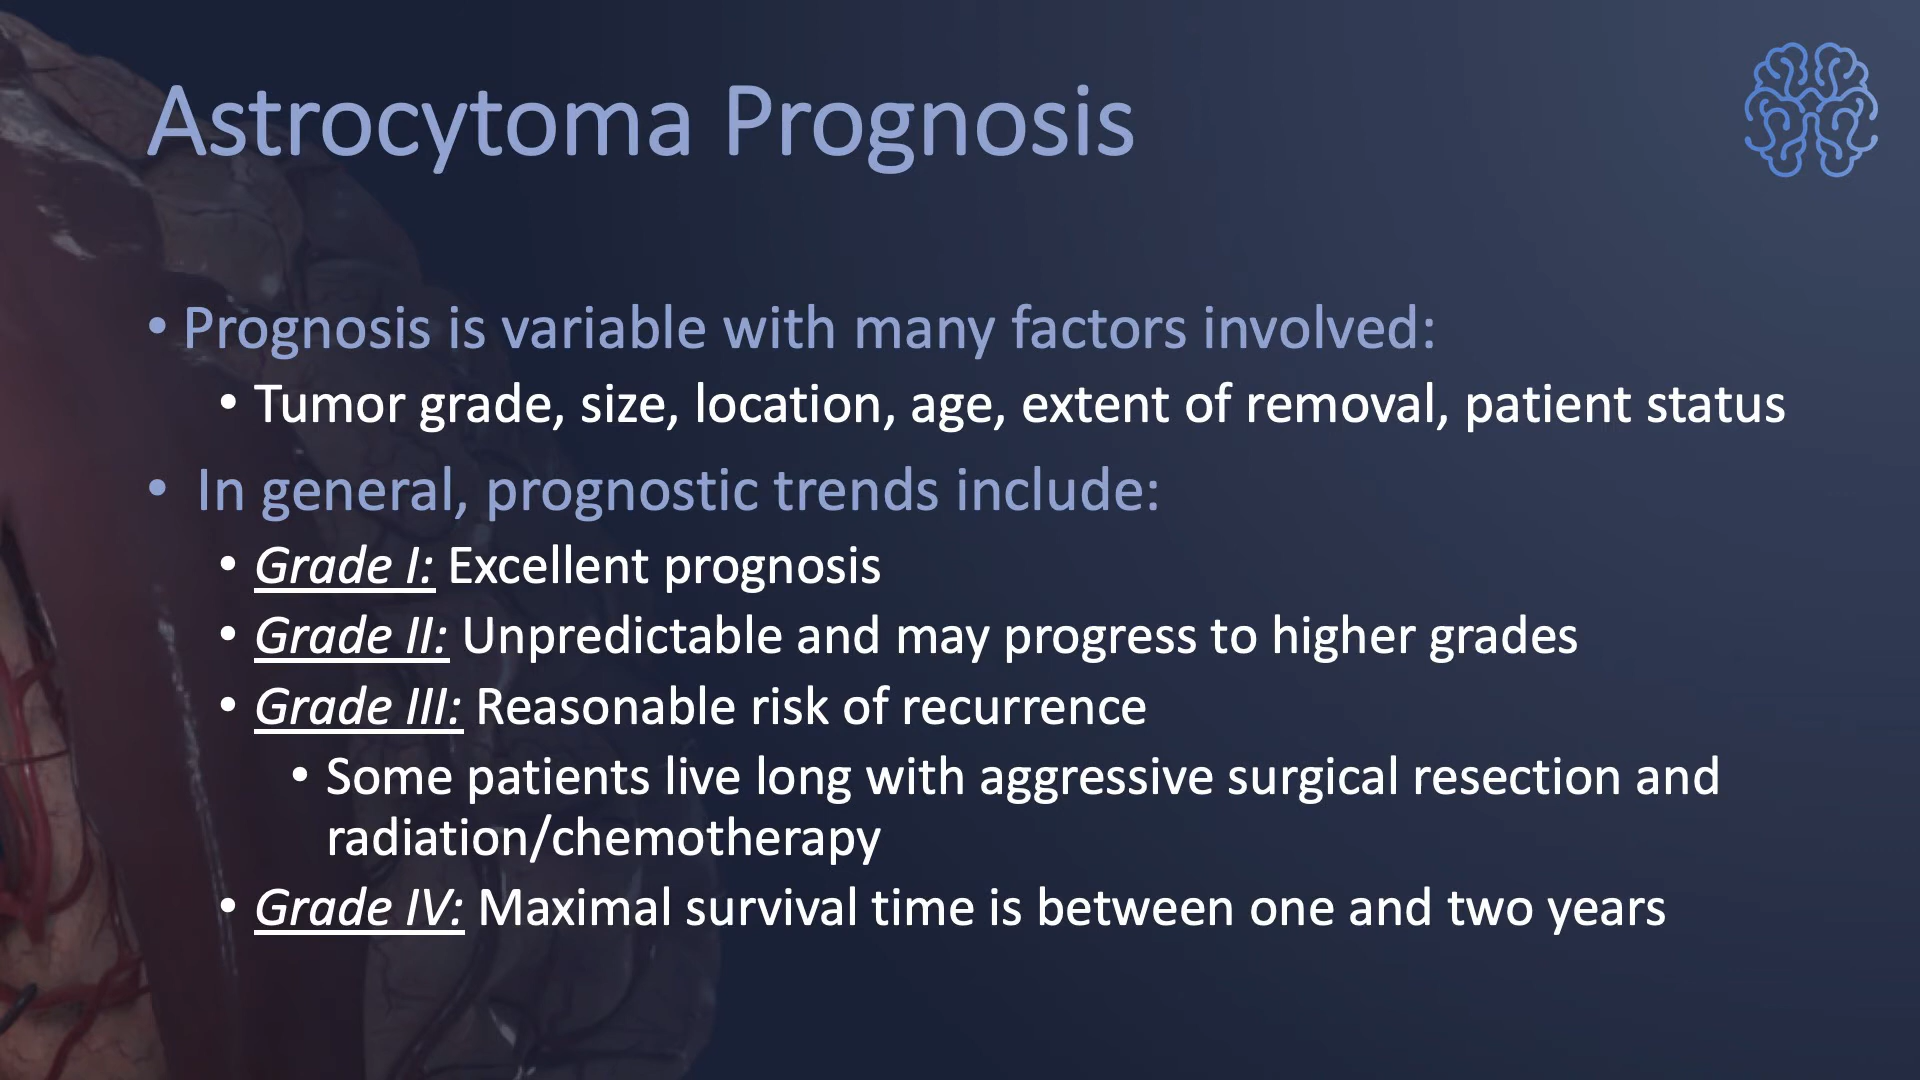 Astrocytoma Prognosis
• Prognosis is variable with many factors involved:
• Tumor grade, size, location, age, extent of removal, patient status
• In general, prognostic trends include:
• Grade I: Excellent prognosis
• Grade II: Unpredictable and may progress to higher grades
• Grade III: Reasonable risk of recurrence
• Some patients live long with aggressive surgical resection and
radiation/chemotherapy
• Grade IV: Maximal survival time is between one and two years